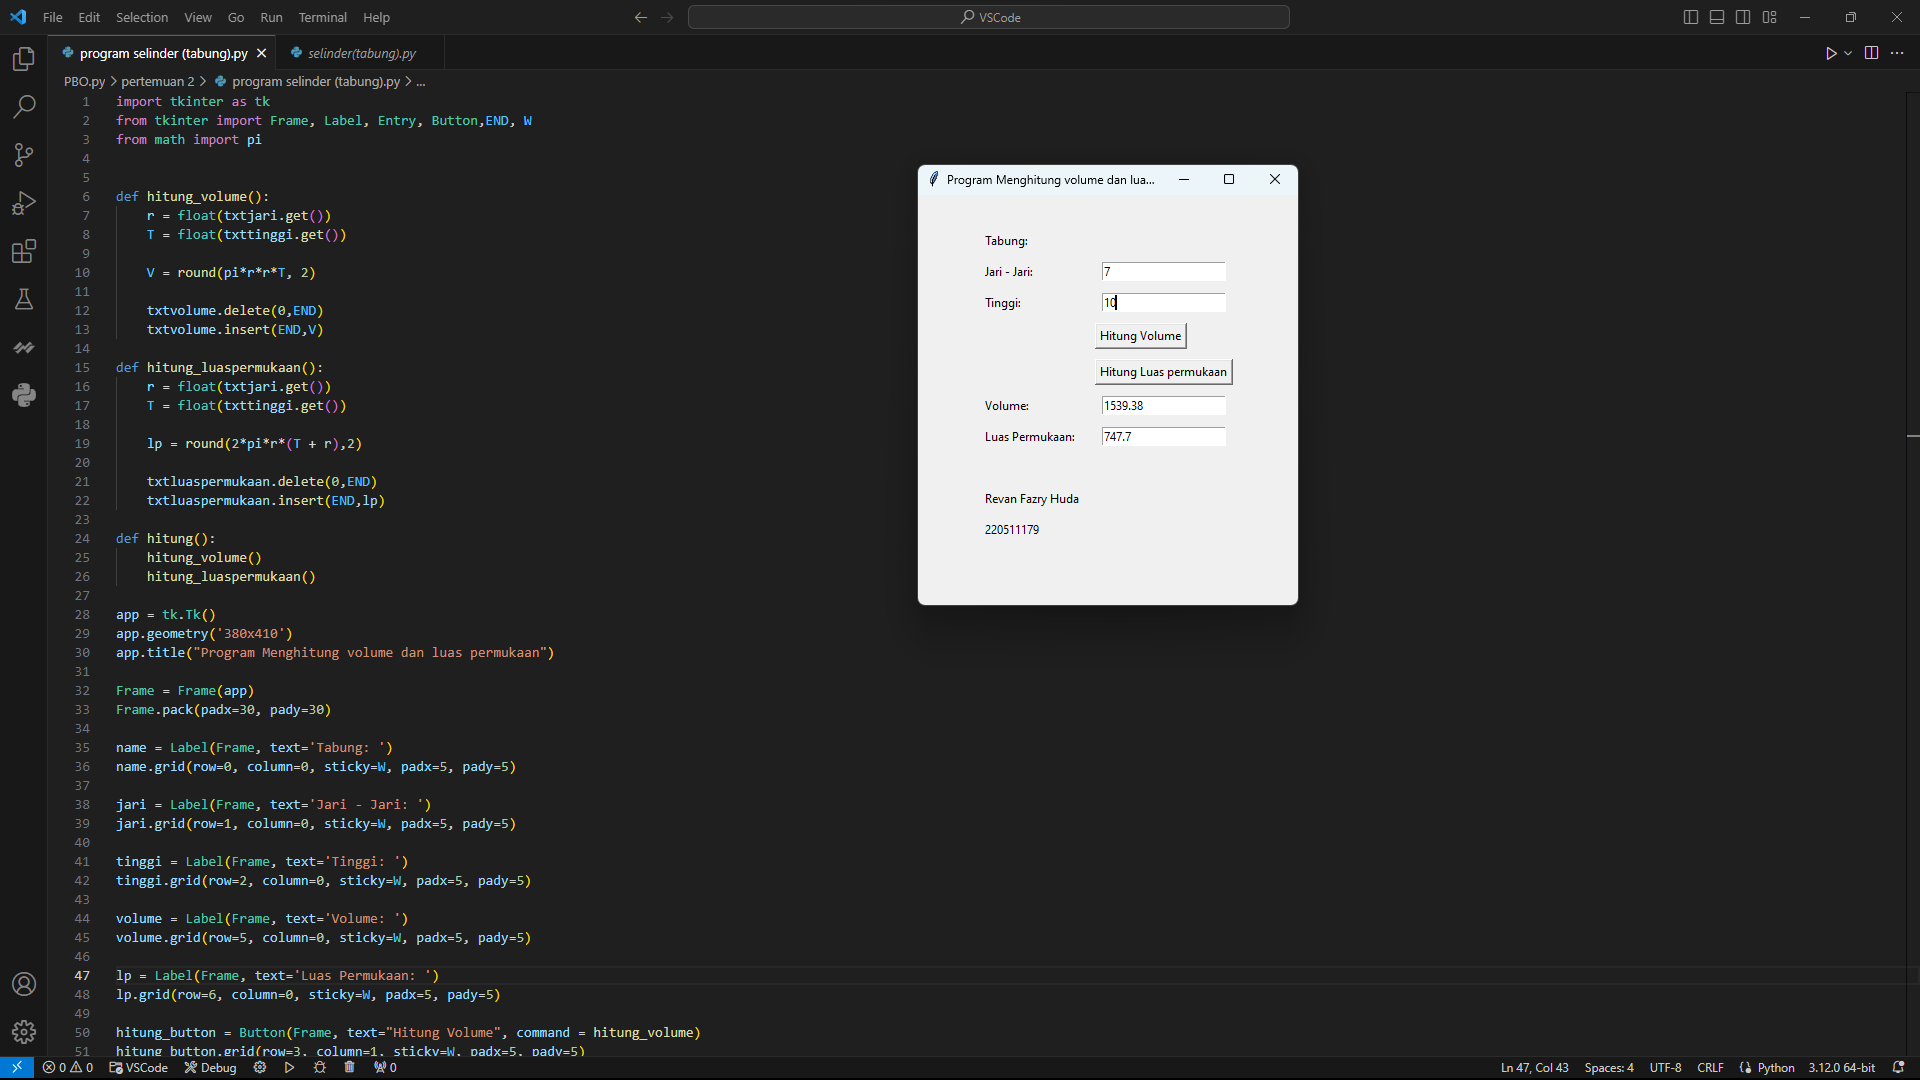 File Edit Selection View Go Run Terminal Help
VSCode
program selinder (tabung).py
selinder(tabung).py
PBO.py > pertemuan 2 > program selinder (tabung).py > ...
1 import tkinter as tk
2 from tkinter import Frame, Label, Entry, Button,END, W
3 from math import pi
4
5
6 def hitung_volume():
7     r = float(txtjari.get())
8     T = float(txttinggi.get())
9
10     V = round(pi*r*r*T, 2)
11
12     txtvolume.delete(0,END)
13     txtvolume.insert(END,V)
14
15 def hitung_luaspermukaan():
16     r = float(txtjari.get())
17     T = float(txttinggi.get())
18
19     lp = round(2*pi*r*(T + r),2)
20
21     txtluaspermukaan.delete(0,END)
22     txtluaspermukaan.insert(END,lp)
23
24 def hitung():
25     hitung_volume()
26     hitung_luaspermukaan()
27
28 app = tk.Tk()
29 app.geometry('380x410')
30 app.title("Program Menghitung volume dan luas permukaan")
31
32 Frame = Frame(app)
33 Frame.pack(padx=30, pady=30)
34
35 name = Label(Frame, text='Tabung: ')
36 name.grid(row=0, column=0, sticky=W, padx=5, pady=5)
37
38 jari = Label(Frame, text='Jari - Jari: ')
39 jari.grid(row=1, column=0, sticky=W, padx=5, pady=5)
40
41 tinggi = Label(Frame, text='Tinggi: ')
42 tinggi.grid(row=2, column=0, sticky=W, padx=5, pady=5)
43
44 volume = Label(Frame, text='Volume: ')
45 volume.grid(row=5, column=0, sticky=W, padx=5, pady=5)
46
47 lp = Label(Frame, text='Luas Permukaan: ')
48 lp.grid(row=6, column=0, sticky=W, padx=5, pady=5)
49
50 hitung_button = Button(Frame, text="Hitung Volume", command = hitung_volume)
51 hitung_button.grid(row=3, column=1, sticky=W, padx=5, pady=5)
Program Menghitung volume dan lua...
Tabung:
Jari - Jari: 7
Tinggi: 10
Hitung Volume
Hitung Luas permukaan
Volume: 1539.38
Luas Permukaan: 747.7
Revan Fazry Huda
220511179
0 0 VSCode Debug 0 Ln 47, Col 43 Spaces: 4 UTF-8 CRLF Python 3.12.0 64-bit